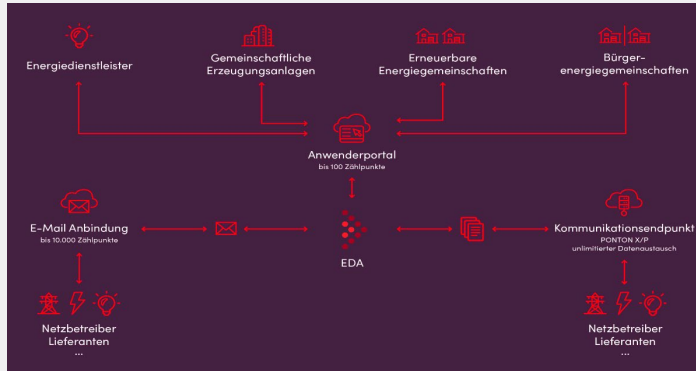 Energiedienstleister
Gemeinschaftliche
Erzeugungsanlagen
Erneuerbare
Energiegemeinschaften
Bürger-
energiegemeinschaften
Anwenderportal
bis 100 Zählpunkte
E-Mail Anbindung
bis 10.000 Zählpunkte
EDA
Kommunikationsendpunkt
PONTON X/P
unlimitierter Datenaustausch
Netzbetreiber
Lieferanten
...
Netzbetreiber
Lieferanten
...